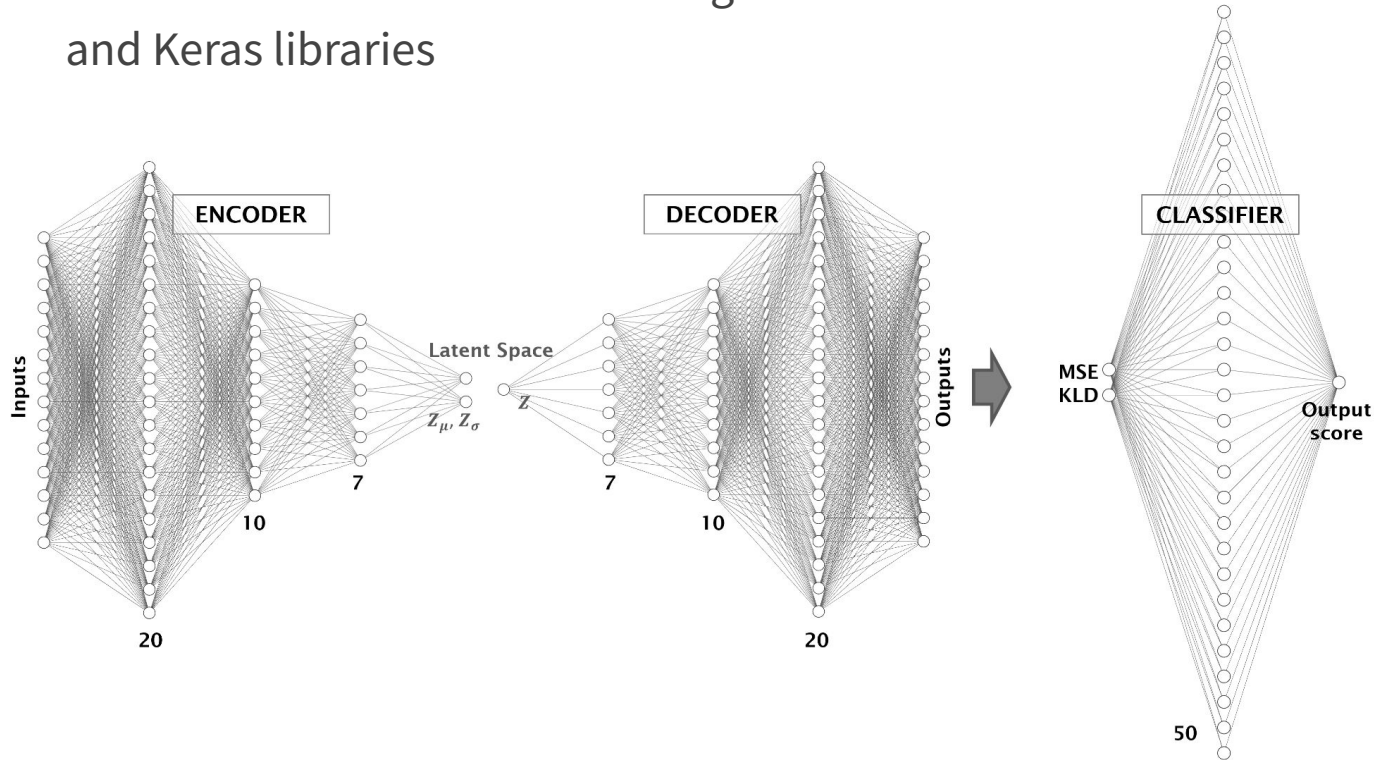 and Keras libraries
ENCODER
DECODER
CLASSIFIER
Inputs
Latent Space
Z
Zμ, Zσ
Outputs
MSE
KLD
Output
score
7
7
10
10
20
20
50